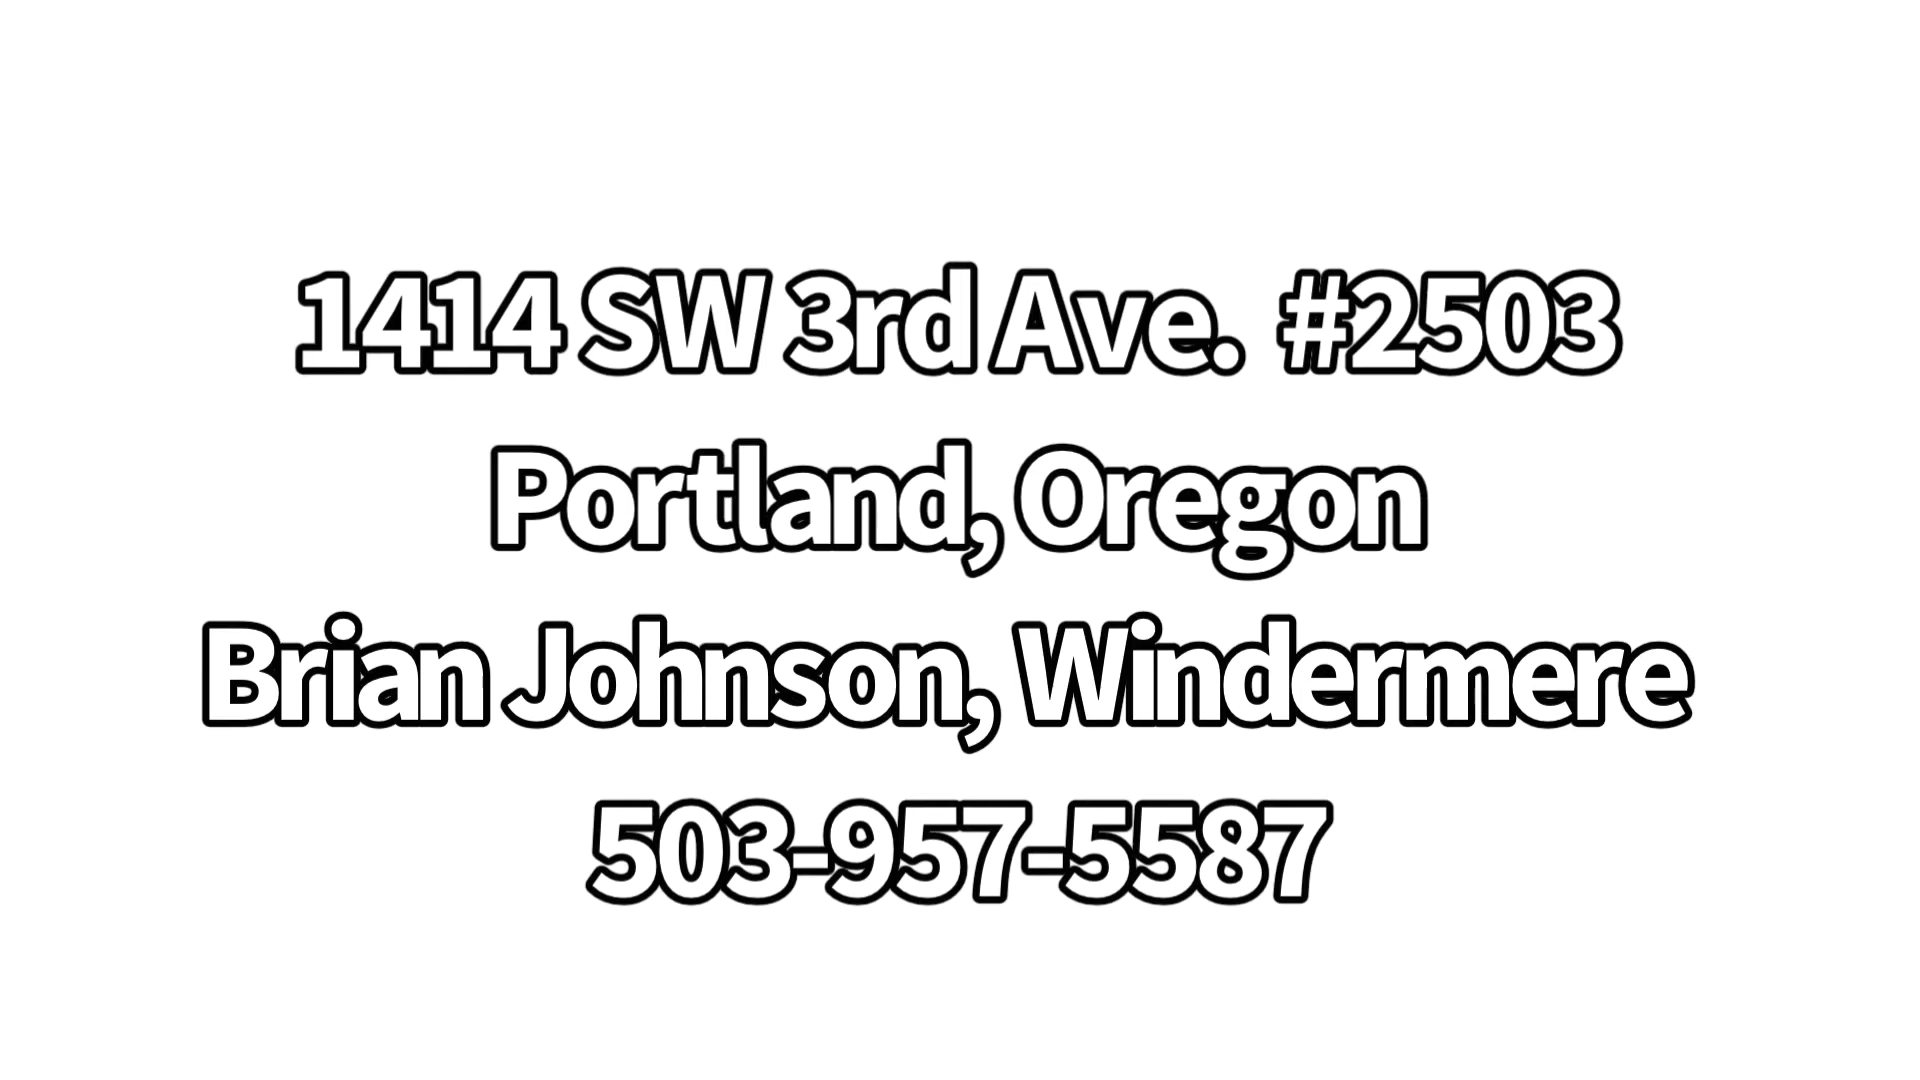 1414 SW 3rd Ave.  #2503
Portland, Oregon
Brian Johnson, Windermere
503-957-5587